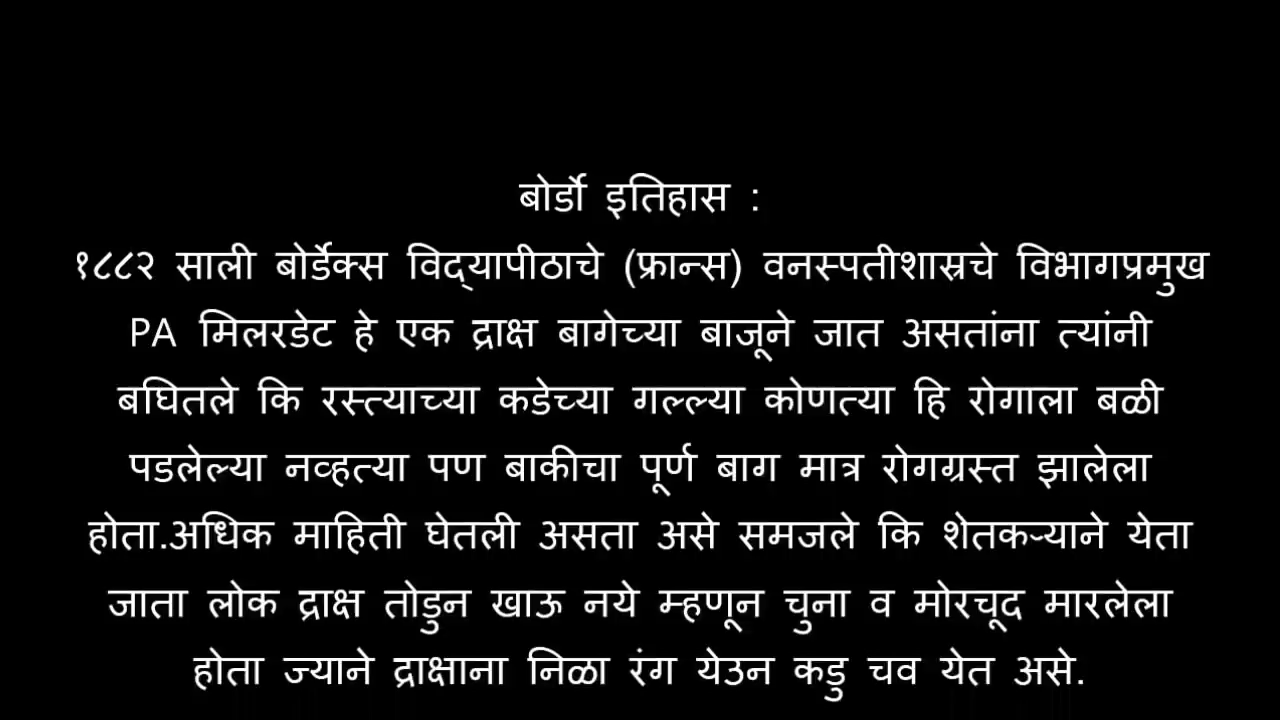 बोर्डो इतिहास :
१८८२ साली बोर्डेक्स विद्‌यापीठाचे (फ्रान्स) वनस्पतीशास्रचे विभागप्रमुख
PA मिलरडेट हे एक द्राक्ष बागेच्या बाजूने जात असतांना त्यांनी
बघितले कि रस्त्याच्या कडेच्या गल्ल्या कोणत्या हि रोगाला बळी
पडलेल्या नव्हत्या पण बाकीचा पूर्ण बाग मात्र रोगग्रस्त झालेला
होता.अधिक माहिती घेतली असता असे समजले कि शेतकऱ्याने येता
जाता लोक द्राक्ष तोडुन खाऊ नये म्हणून चुना व मोरचूद मारलेला
होता ज्याने द्राक्षाना निळा रंग येउन कडु चव येत असे.